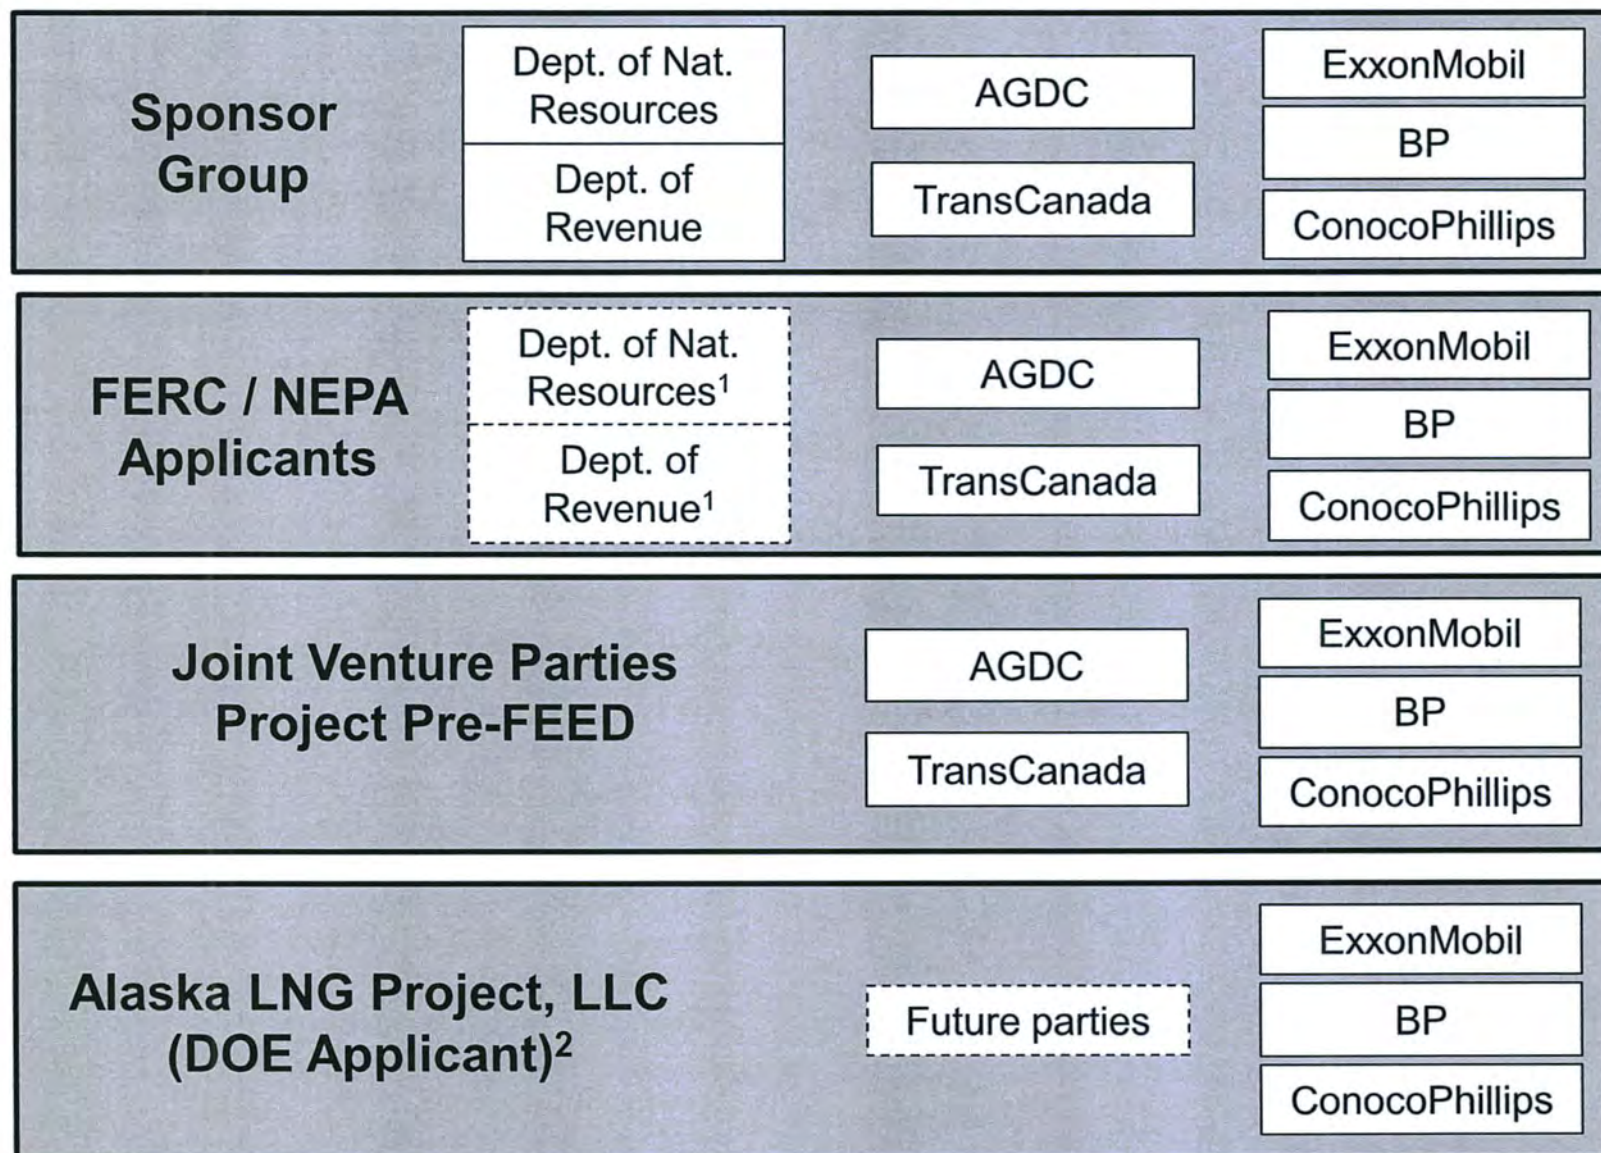 Sponsor
Group
Dept. of Nat.
Resources
Dept. of
Revenue
AGDC
TransCanada
ExxonMobil
BP
ConocoPhillips
FERC / NEPA
Applicants
Dept. of Nat.
Resources¹
Dept. of
Revenue¹
AGDC
TransCanada
ExxonMobil
BP
ConocoPhillips
Joint Venture Parties
Project Pre-FEED
AGDC
TransCanada
ExxonMobil
BP
ConocoPhillips
Alaska LNG Project, LLC
(DOE Applicant)²
Future parties
ExxonMobil
BP
ConocoPhillips